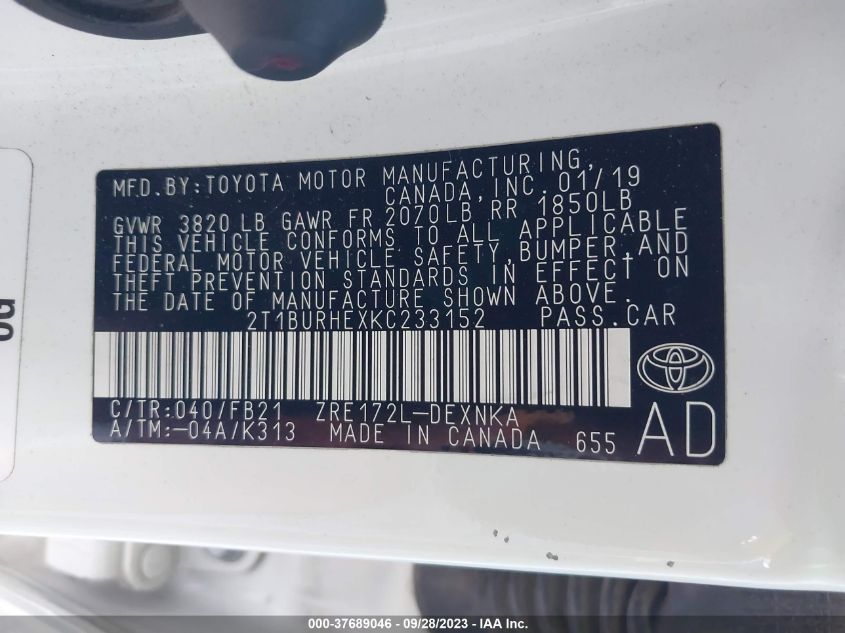 MFD. BY: TOYOTA MOTOR MANUFACTURING,
CANADA, INC. 01/19
GVWR 3820 LB GAWR FR 2070LB RR 1850LB
THIS VEHICLE CONFORMS TO ALL APPLICABLE
FEDERAL MOTOR VEHICLE SAFETY, BUMPER, AND
THEFT PREVENTION STANDARDS IN EFFECT ON
THE DATE OF MANUFACTURE SHOWN ABOVE.
2T1BURHEXKC233152 PASS.CAR
C/TR:040/FB21 ZRE172L-DEXNKA
A/TM:-04A/K313 MADE IN CANADA 655
AD
000-37689046 - 09/28/2023 - IAA Inc.